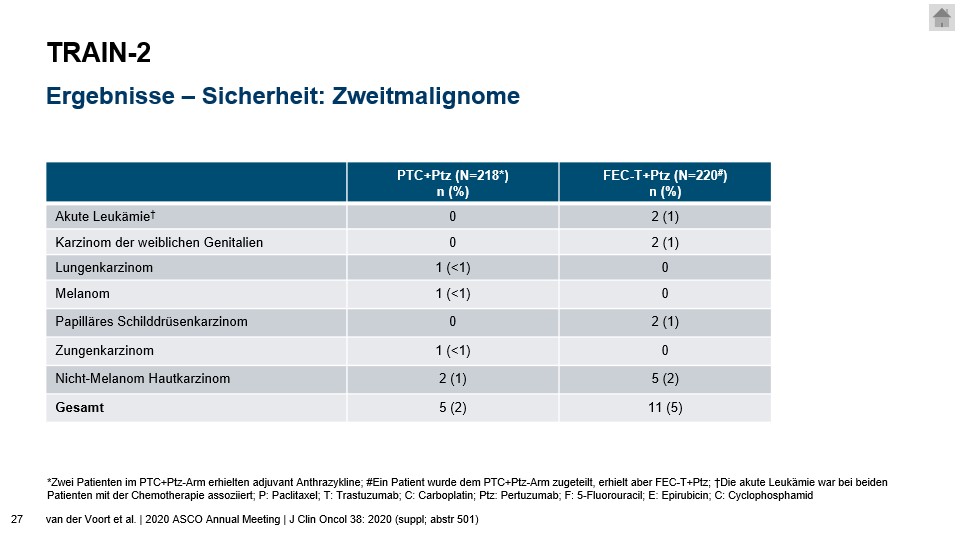 TRAIN-2
Ergebnisse – Sicherheit: Zweitmalignome
PTC+Ptz (N=218*) FEC-T+Ptz (N=220#)
n (%) n (%)
Akute Leukämie† 0 2 (1)
Karzinom der weiblichen Genitalien 0 2 (1)
Lungenkarzinom 1 (<1) 0
Melanom 1 (<1) 0
Papilläres Schilddrüsenkarzinom 0 2 (1)
Zungenkarzinom 1 (<1) 0
Nicht-Melanom Hautkarzinom 2 (1) 5 (2)
Gesamt 5 (2) 11 (5)
*Zwei Patienten im PTC+Ptz-Arm erhielten adjuvant Anthrazykline; #Ein Patient wurde dem PTC+Ptz-Arm zugeteilt, erhielt aber FEC-T+Ptz; †Die akute Leukämie war bei beiden
Patienten mit der Chemotherapie assoziiert; P: Paclitaxel; T: Trastuzumab; C: Carboplatin; Ptz: Pertuzumab; F: 5-Fluorouracil; E: Epirubicin; C: Cyclophosphamid
27 van der Voort et al. | 2020 ASCO Annual Meeting | J Clin Oncol 38: 2020 (suppl; abstr 501)